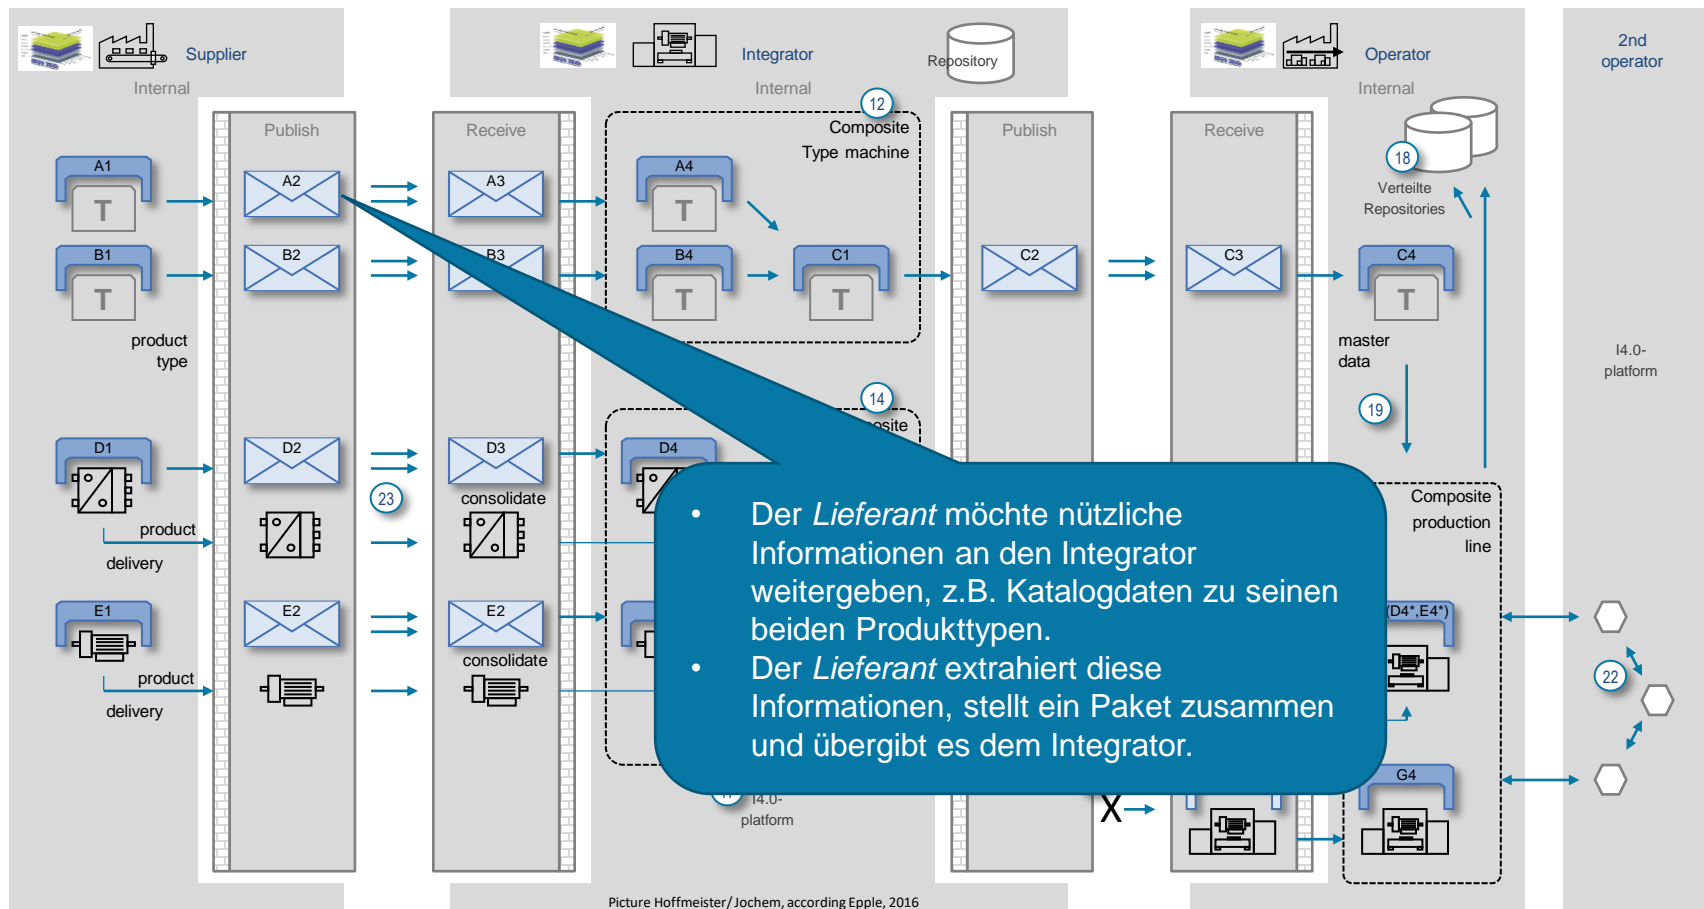 Supplier
Integrator
Repository
Operator
2nd
operator
Internal
Internal
Internal
Publish
Receive
12
Composite
Type machine
Publish
Receive
18
Verteilte
Repositories
A1
T
A2
A3
A4
T
B1
T
B2
B3
B4
T
C1
T
C2
C3
C4
T
product
type
master
data
I4.0-
platform
19
14
D1
D2
D3
D4
23
consolidate
product
delivery
Composite
production
line
E1
E2
E2
consolidate
product
delivery
(D4*,E4*)
22
G4
• Der Lieferant möchte nützliche
Informationen an den Integrator
weitergeben, z.B. Katalogdaten zu seinen
beiden Produkttypen.
• Der Lieferant extrahiert diese
Informationen, stellt ein Paket zusammen
und übergibt es dem Integrator.
I4.0-
platform
X
Picture Hoffmeister/Jochem, according Epple, 2016